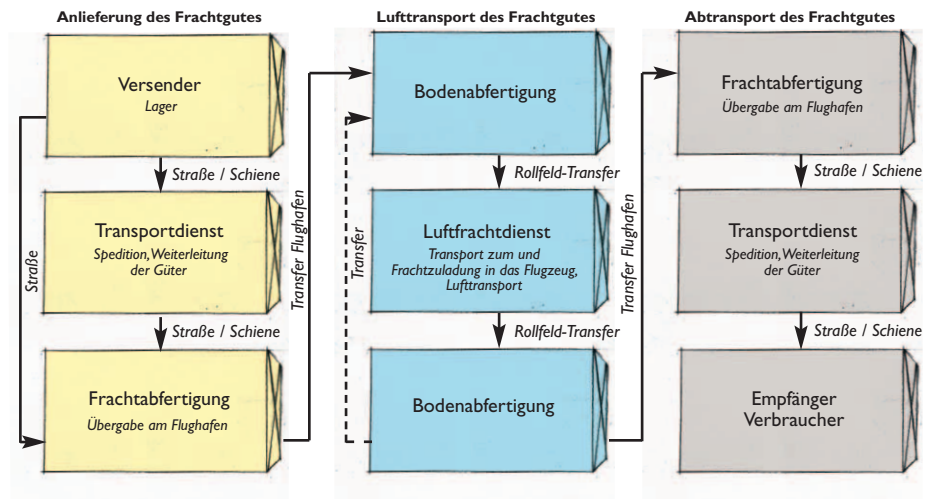 Anlieferung des Frachtgutes
Versender
Lager
Straße / Schiene
Transportdienst
Spedition, Weiterleitung
der Güter
Straße
Straße / Schiene
Frachtabfertigung
Übergabe am Flughafen
Transfer Flughafen
Lufttransport des Frachtgutes
Bodenabfertigung
Rollfeld-Transfer
Luftfrachtdienst
Transport zum und
Frachtzuladung in das Flugzeug,
Lufttransport
Transfer
Rollfeld-Transfer
Bodenabfertigung
Transfer Flughafen
Abtransport des Frachtgutes
Frachtabfertigung
Übergabe am Flughafen
Straße / Schiene
Transportdienst
Spedition, Weiterleitung
der Güter
Straße / Schiene
Empfänger
Verbraucher